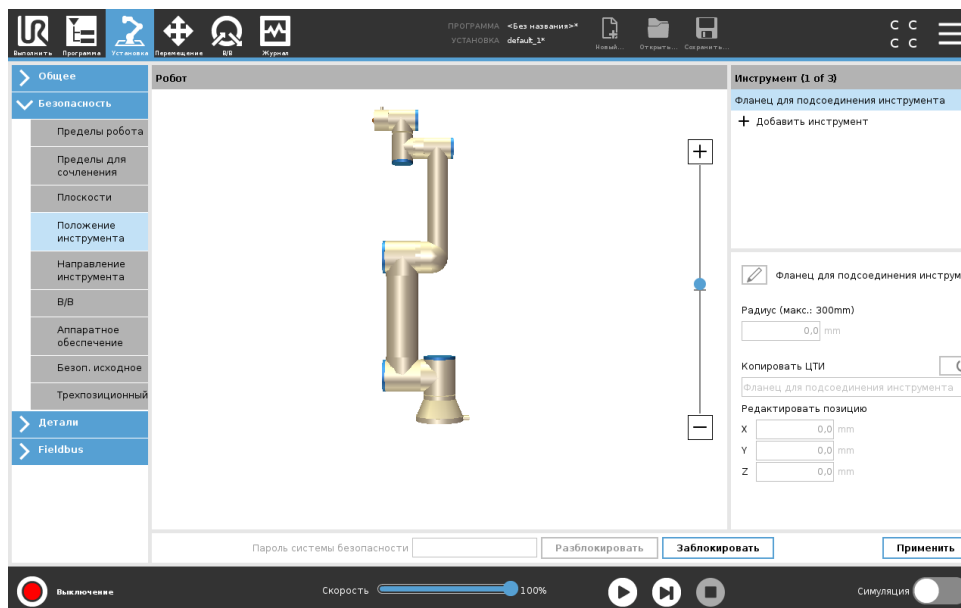 UR
Выполнить
Программа
Установка
Перемещение
В/В
Журнал
ПРОГРАММА <Без названия>*
УСТАНОВКА default_1*
Новый...
Открыть...
Сохранить...
C C
C C
Общее
Безопасность
Пределы робота
Пределы для
сочленения
Плоскости
Положение
инструмента
Направление
инструмента
В/В
Аппаратное
обеспечение
Безоп. исходное
Трехпозиционный
Детали
Fieldbus
Робот
Инструмент (1 of 3)
Фланец для подсоединения инструмента
+ Добавить инструмент
Фланец для подсоединения инструм
Радиус (макс.: 300mm)
0,0 mm
Копировать ЦТИ
Фланец для подсоединения инструмента
Редактировать позицию
X 0,0 mm
Y 0,0 mm
Z 0,0 mm
Пароль системы безопасности
Разблокировать
Заблокировать
Применить
Выключение
Скорость
100%
Симуляция